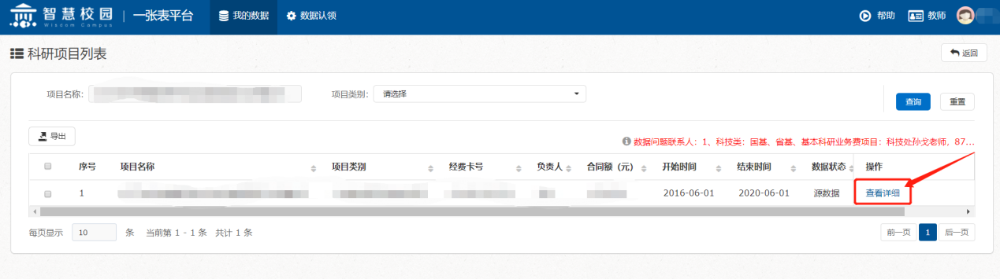 智慧校园 一张表平台 我的数据 数据认领 帮助 教师
Wisdom Campus
科研项目列表 返回
项目名称: 项目类别: 请选择 查询 重置
导出
数据问题联系人：1、科技类：国基、省基、基本科研业务费项目：科技处孙戈老师，87...
序号 项目名称 项目类别 经费卡号 负责人 合同额（元） 开始时间 结束时间 数据状态 操作
1 2016-06-01 2020-06-01 源数据 查看详细
每页显示 10 条 当前第 1 - 1 条 共计 1 条 前一页 1 后一页